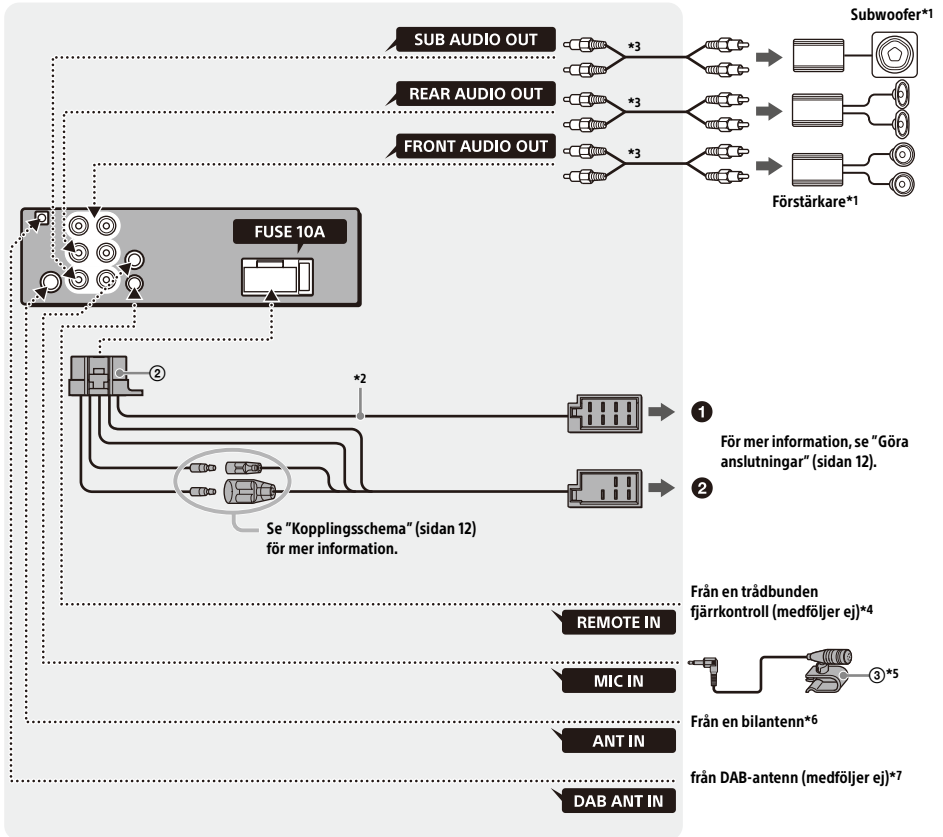 Subwoofer*1
SUB AUDIO OUT
*3
REAR AUDIO OUT
*3
FRONT AUDIO OUT
*3
Förstärkare*1
FUSE 10A
②
*2
❶
För mer information, se "Göra
anslutningar" (sidan 12).
❷
Se "Kopplingsschema" (sidan 12)
för mer information.
Från en trådbunden
fjärrkontroll (medföljer ej)*4
REMOTE IN
MIC IN
③*5
Från en bilantenn*6
ANT IN
från DAB-antenn (medföljer ej)*7
DAB ANT IN